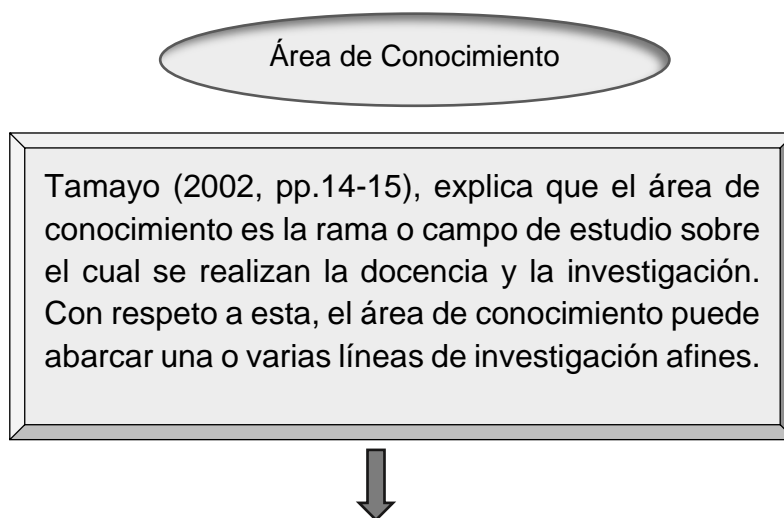 Área de Conocimiento
Tamayo (2002, pp.14-15), explica que el área de
conocimiento es la rama o campo de estudio sobre
el cual se realizan la docencia y la investigación.
Con respeto a esta, el área de conocimiento puede
abarcar una o varias líneas de investigación afines.